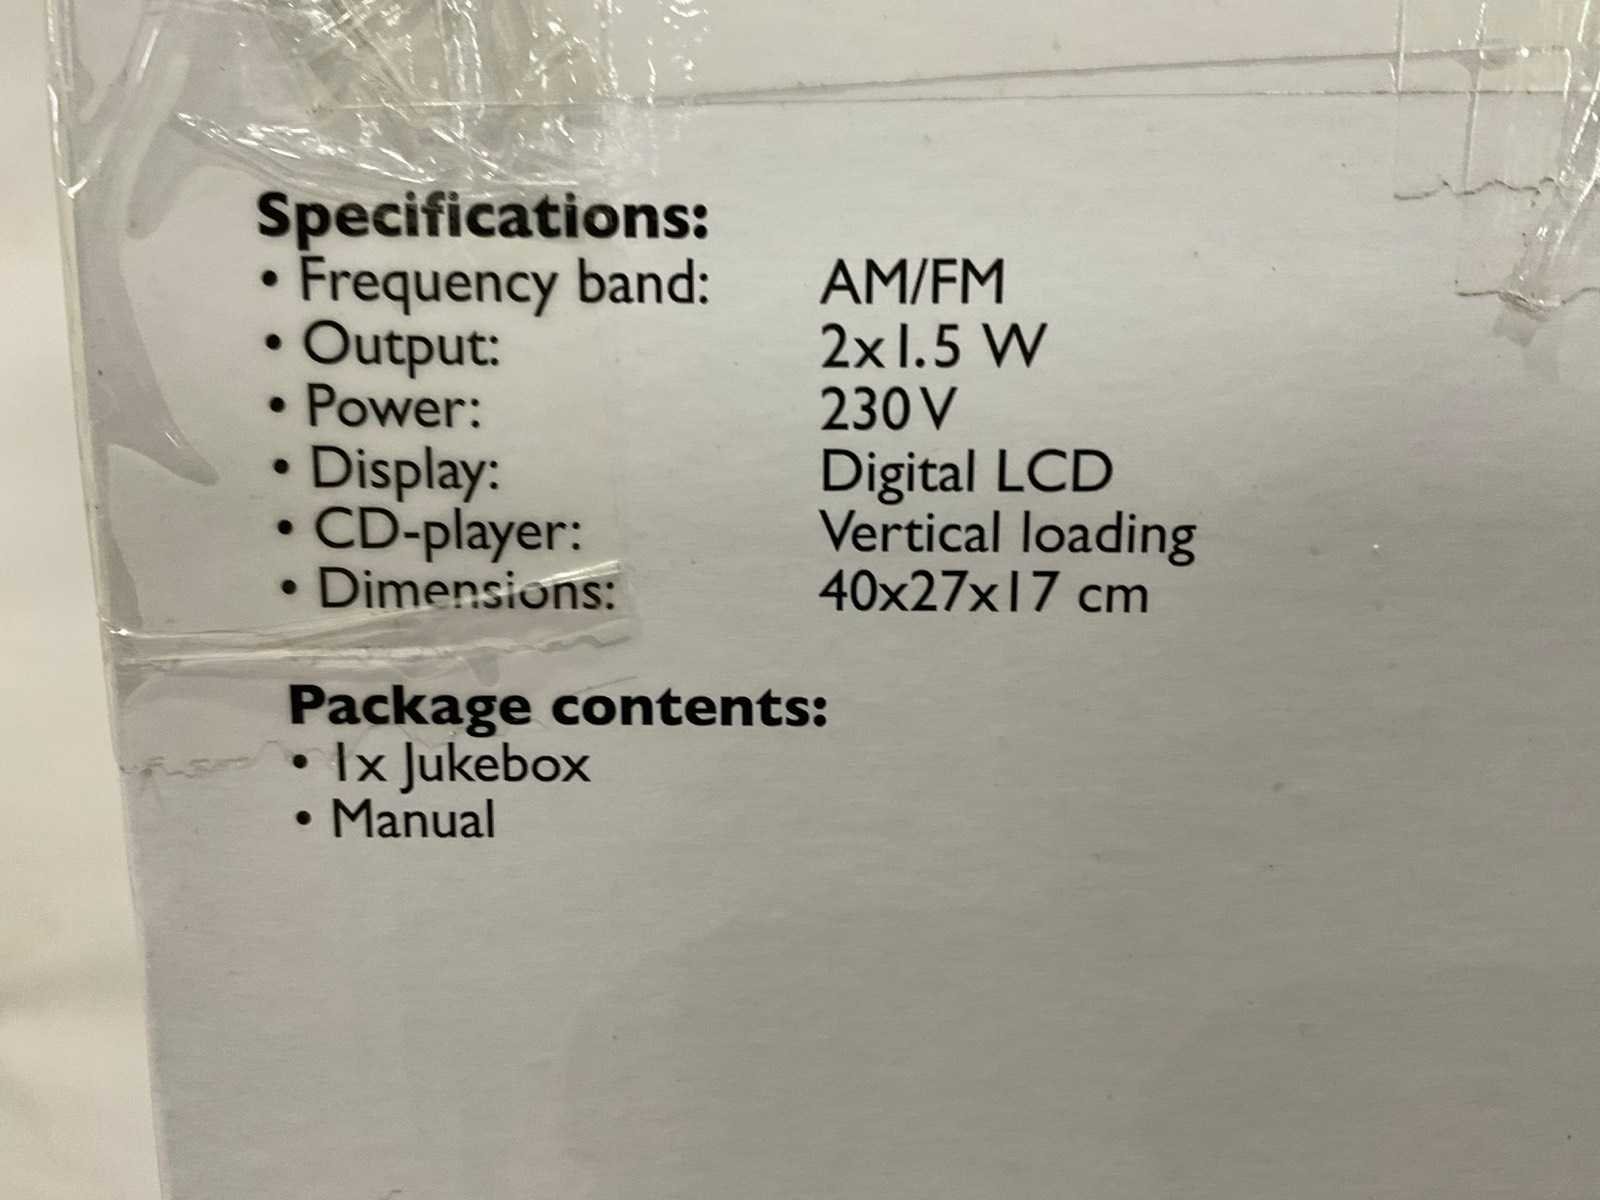 Specifications:
• Frequency band: AM/FM
• Output: 2x1.5 W
• Power: 230 V
• Display: Digital LCD
• CD-player: Vertical loading
• Dimensions: 40x27x17 cm
Package contents:
• 1x Jukebox
• Manual